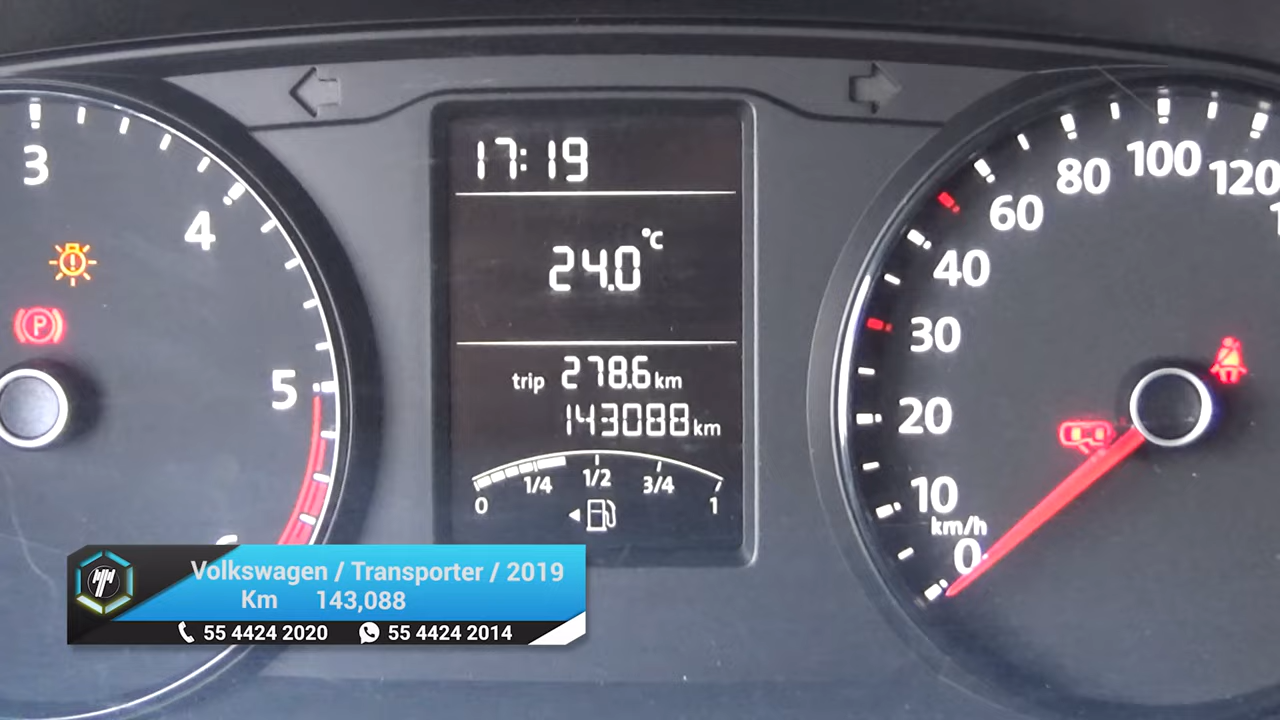 3
4
5
6
P
17:19
24.0°C
trip 278.6 km
143088 km
0 1/4 1/2 3/4 1
0 10 20 30 40 60 80 100 120
km/h
Volkswagen / Transporter / 2019
Km 143,088
55 4424 2020 55 4424 2014